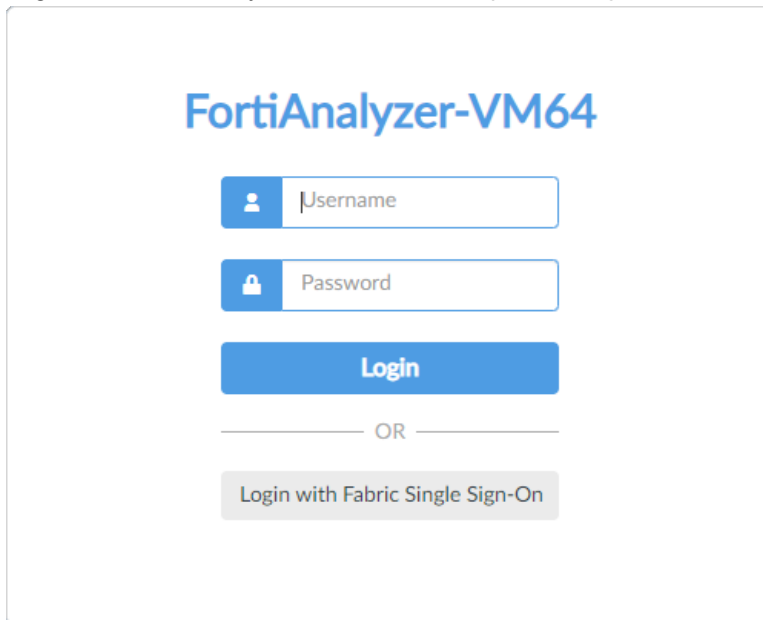 FortiAnalyzer-VM64
Username
Password
Login
OR
Login with Fabric Single Sign-On